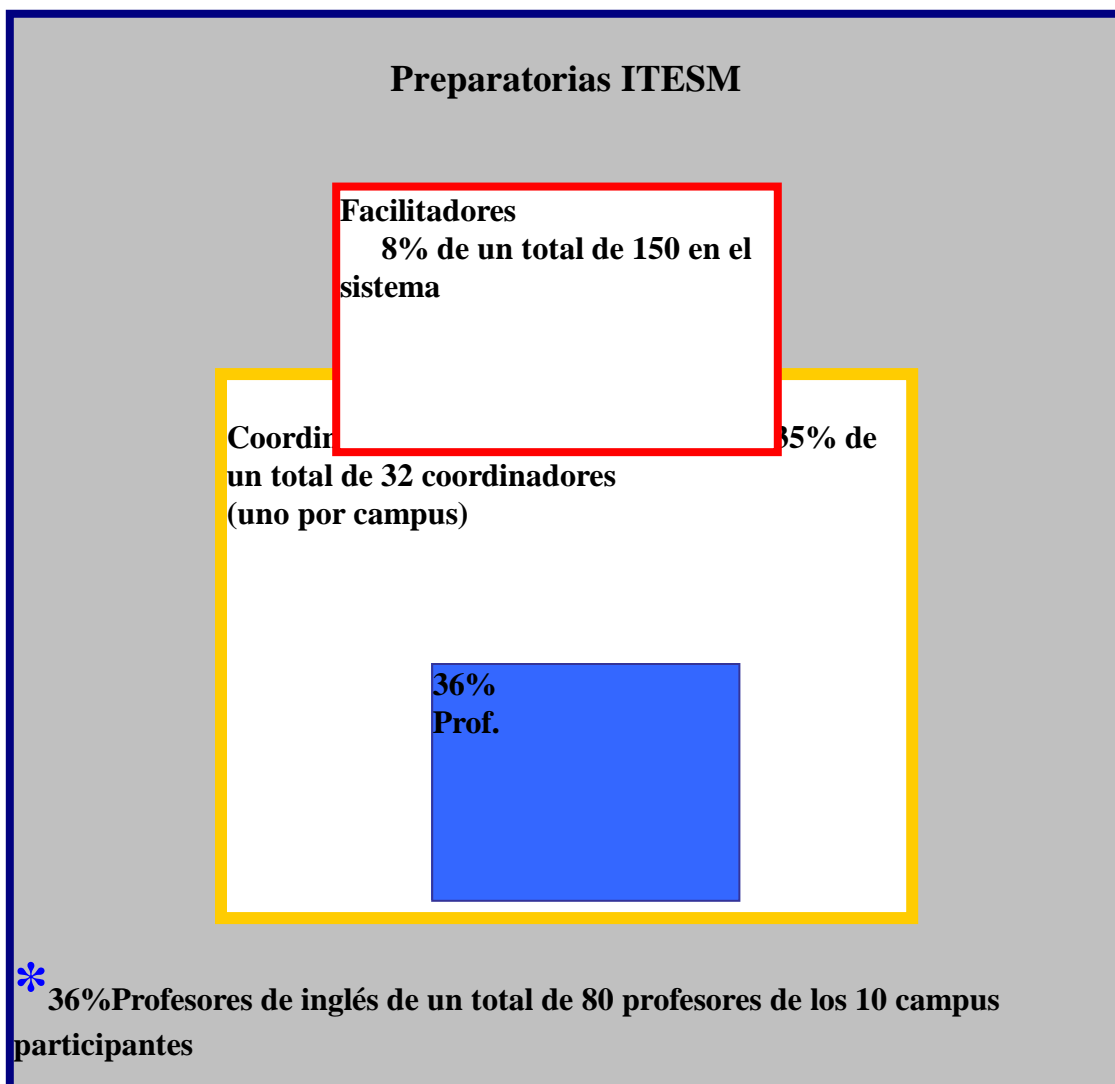 Preparatorias ITESM
Facilitadores
8% de un total de 150 en el
sistema
35% de
un total de 32 coordinadores
(uno por campus)
36%
Prof.
*36%Profesores de inglés de un total de 80 profesores de los 10 campus
participantes